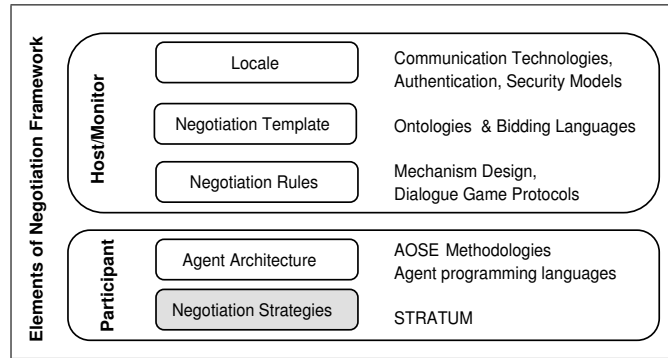 Elements of Negotiation Framework
Host/Monitor
Locale
Communication Technologies,
Authentication, Security Models
Negotiation Template
Ontologies & Bidding Languages
Negotiation Rules
Mechanism Design,
Dialogue Game Protocols
Participant
Agent Architecture
AOSE Methodologies
Agent programming languages
Negotiation Strategies
STRATUM